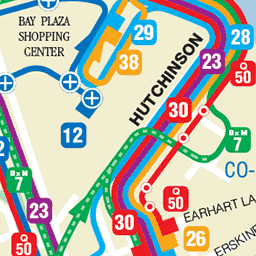 BAY PLAZA
SHOPPING
CENTER
29
28
38
23
Q
50
HUTCHINSON
30
12
BxM
7
CO-
BxM
7
23
Q
50
EARHART LA
30
26
ERSKINE
Q
50